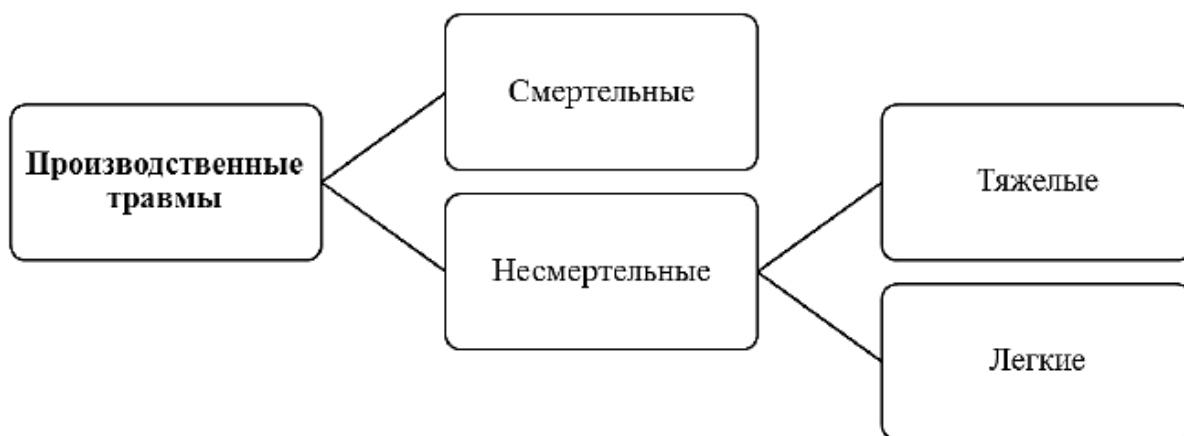 Производственные
травмы
Смертельные
Несмертельные
Тяжелые
Легкие